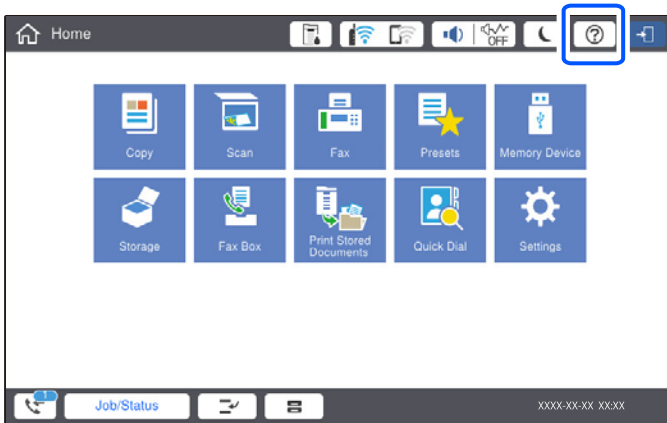 Home
OFF
?
Copy
Scan
Fax
Presets
Memory Device
Storage
Fax Box
Print Stored
Documents
Quick Dial
Settings
1
Job/Status
XXXX-XX-XX XX:XX